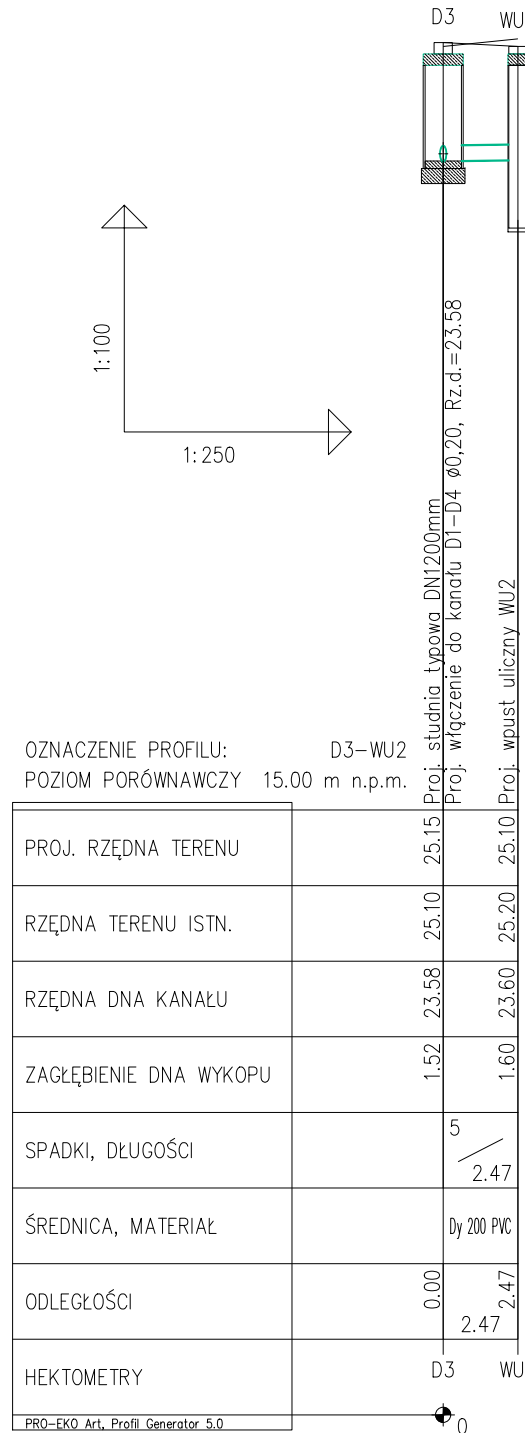 D3 WU
1:100
1:250
Proj. studnia typowa DN1200mm
Proj. włączenie do kanału D1-D4 ø0,20, Rz.d.=23.58
Proj. wpust uliczny WU2
OZNACZENIE PROFILU: D3-WU2
POZIOM PORÓWNAWCZY 15.00 m n.p.m.
PROJ. RZĘDNA TERENU 25.15 25.10
RZĘDNA TERENU ISTN. 25.10 25.20
RZĘDNA DNA KANAŁU 23.58 23.60
ZAGŁĘBIENIE DNA WYKOPU 1.52 1.60
SPADKI, DŁUGOŚCI 5 2.47
ŚREDNICA, MATERIAŁ Dy 200 PVC
ODLEGŁOŚCI 0.00 2.47 2.47
HEKTOMETRY D3 WU
PRO-EKO Art, Profil Generator 5.0 0